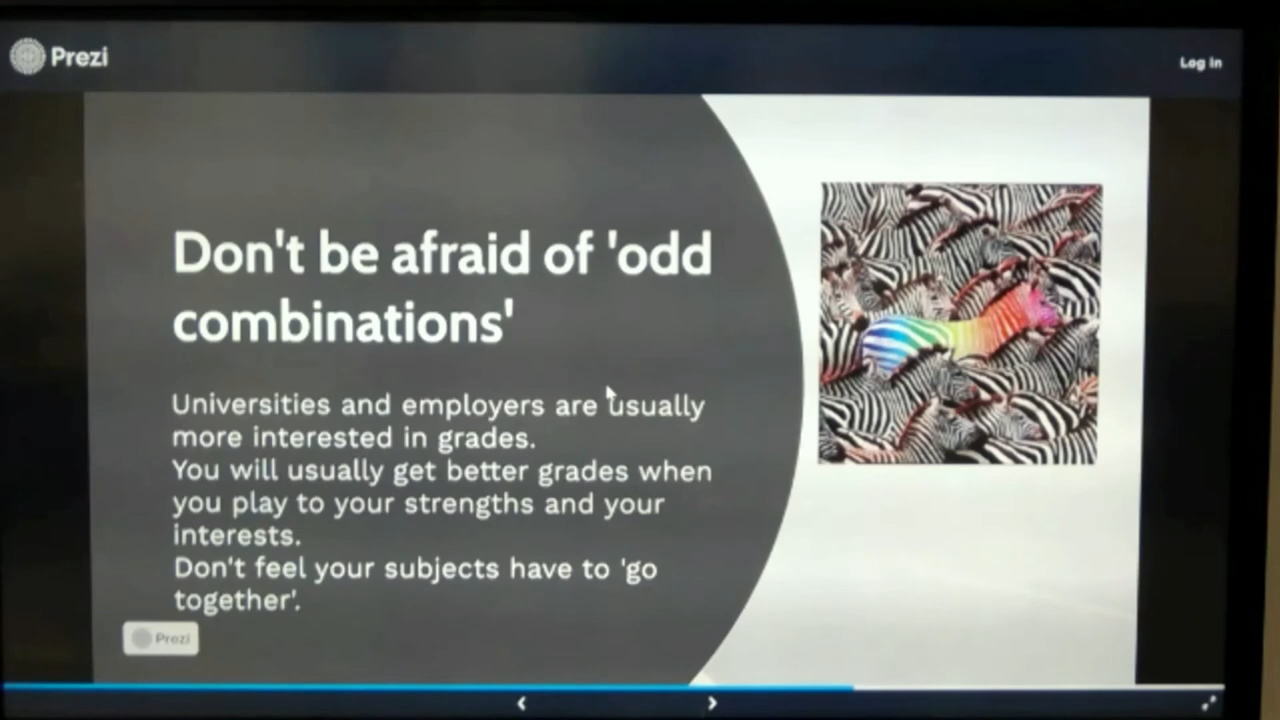 Prezi
Log in
Don't be afraid of 'odd
combinations'
Universities and employers are usually
more interested in grades.
You will usually get better grades when
you play to your strengths and your
interests.
Don't feel your subjects have to 'go
together'.
Prezi